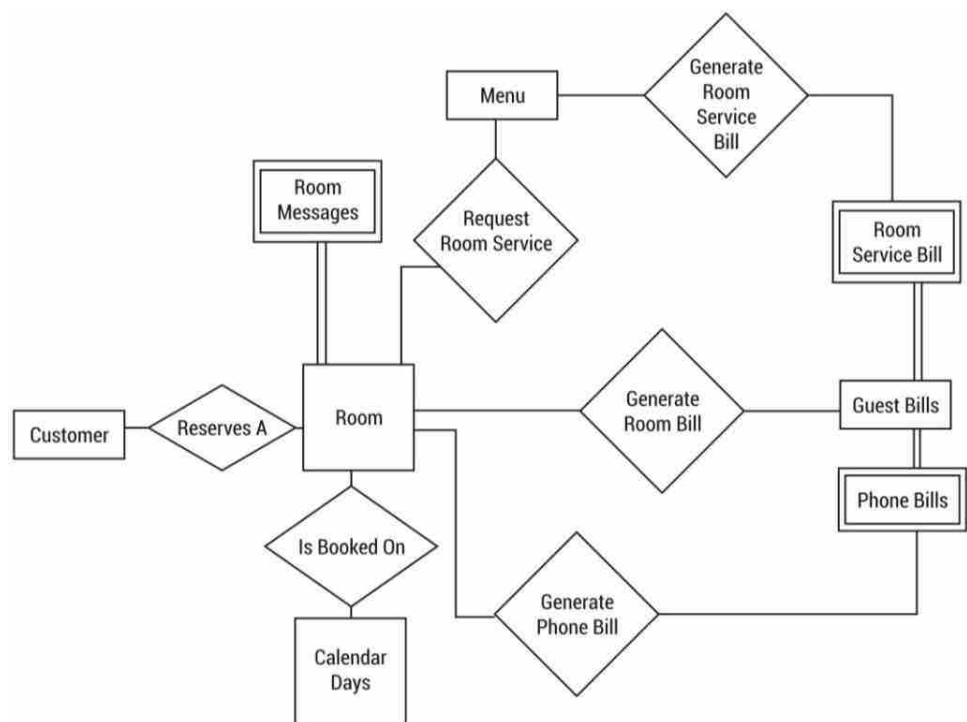 Generate
Room
Service
Bill
Menu
Room
Messages
Request
Room Service
Room
Service Bill
Customer
Reserves A
Room
Generate
Room Bill
Guest Bills
Phone Bills
Is Booked On
Generate
Phone Bill
Calendar
Days